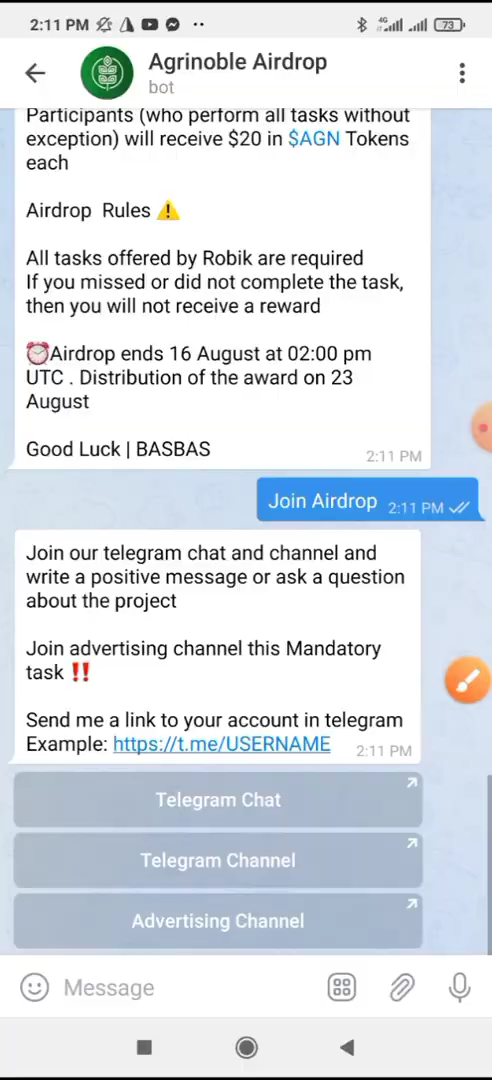 2:11 PM
4G
73
Agrinoble Airdrop
bot
Participants (who perform all tasks without
exception) will receive $20 in $AGN Tokens
each
Airdrop  Rules ⚠️
All tasks offered by Robik are required
If you missed or did not complete the task,
then you will not receive a reward
⏰Airdrop ends 16 August at 02:00 pm
UTC . Distribution of the award on 23
August
Good Luck | BASBAS
2:11 PM
Join Airdrop 2:11 PM
Join our telegram chat and channel and
write a positive message or ask a question
about the project
Join advertising channel this Mandatory
task ‼️
Send me a link to your account in telegram
Example: https://t.me/USERNAME 2:11 PM
Telegram Chat
Telegram Channel
Advertising Channel
Message